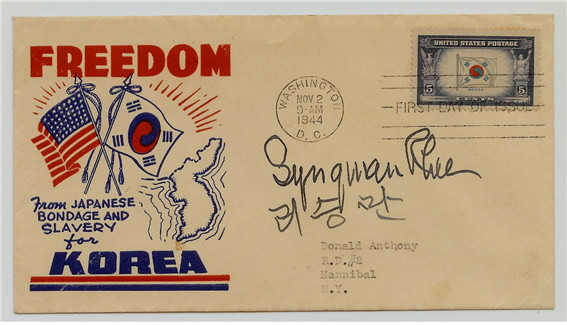 FREEDOM
From JAPANESE
BONDAGE AND
SLAVERY
for
KOREA
WASHINGTON
NOV 2
9-AM
1944
D.C.
UNITED STATES POSTAGE
KOREA
5 5
FIRST DAY OF ISSUE
Syngman Rhee
리승만
Donald Anthony
R.D.#2
Hannibal
N.Y.